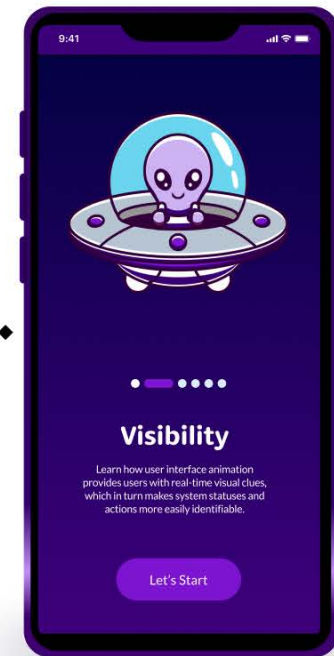 9:41
Visibility
Learn how user interface animation
provides users with real-time visual clues,
which in turn makes system statuses and
actions more easily identifiable.
Let's Start